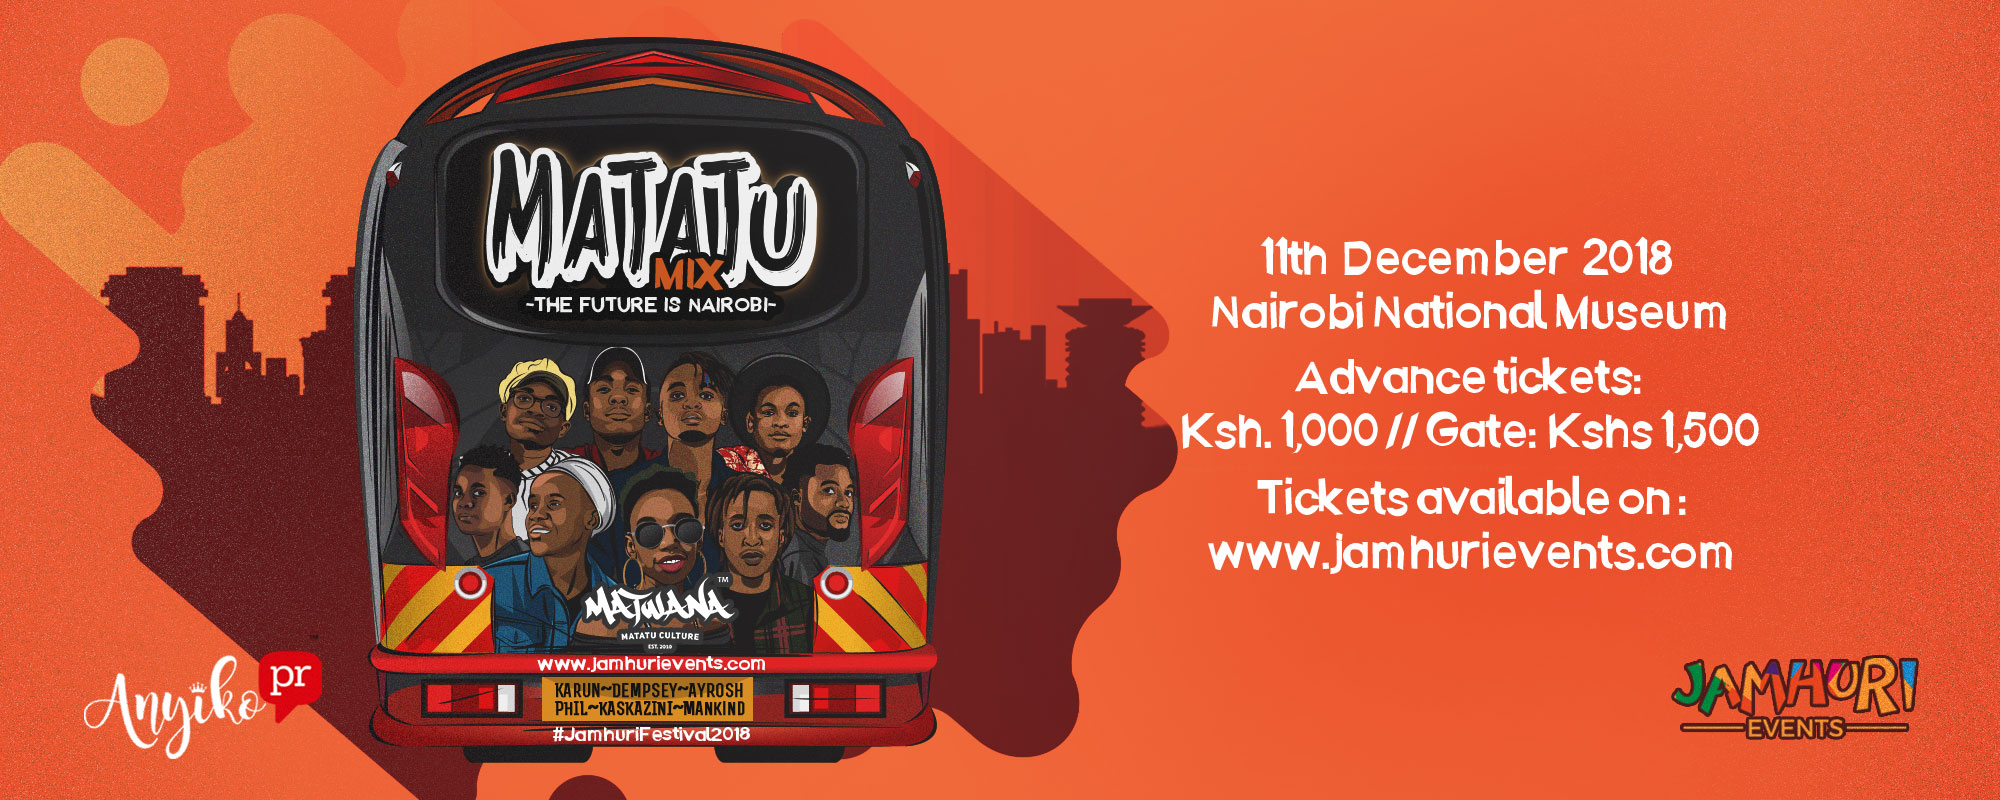 MATATU
MIX
~THE FUTURE IS NAIROBI~
MATWANA™
MATATU CULTURE
EST. 2010
www.jamhurievents.com
KARUN~DEMPSEY~AYROSH
PHIL~KASKAZINI~MANKIND
#JamhuriFestival2018
Anyiko pr
11th December 2018
Nairobi National Museum
Advance tickets:
Ksh. 1,000 // Gate: Kshs 1,500
Tickets available on :
www.jamhurievents.com
JAMHURI
EVENTS